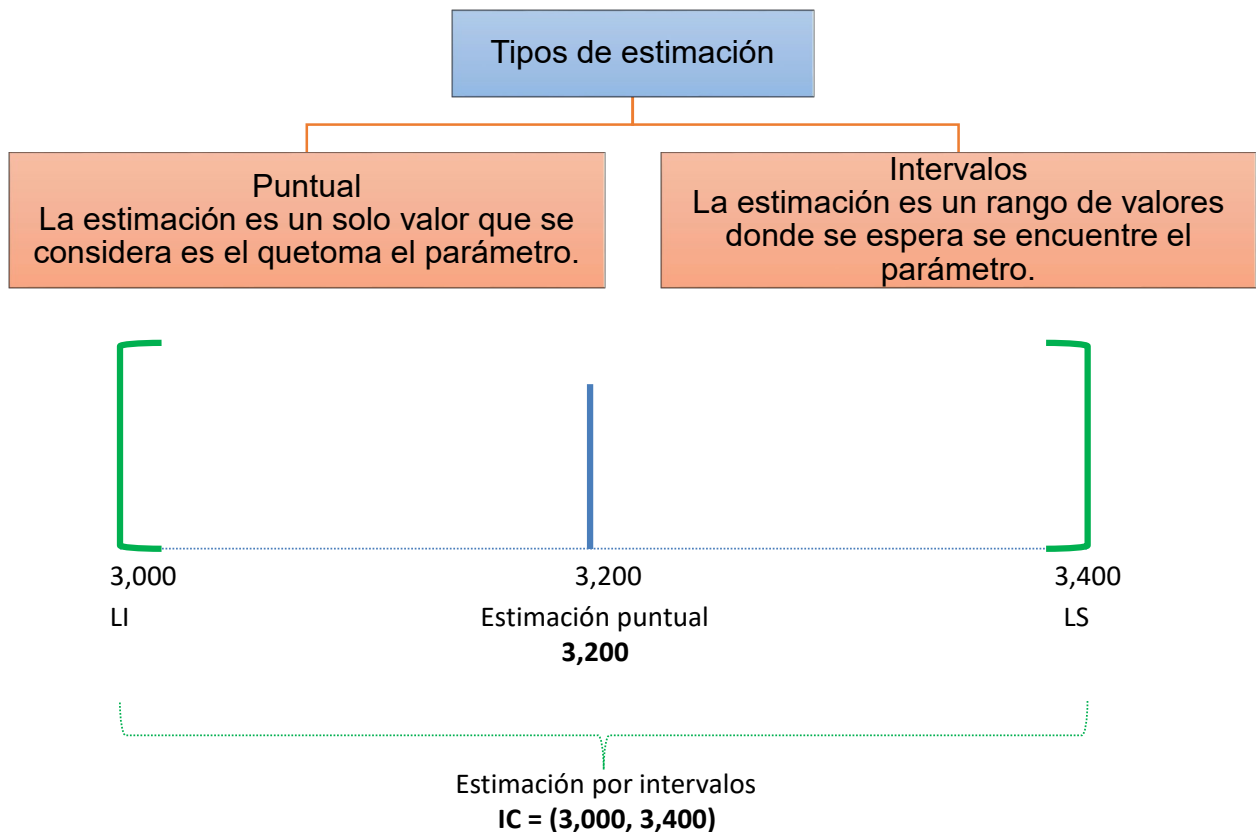 Tipos de estimación
Puntual
La estimación es un solo valor que se
considera es el quetoma el parámetro.
Intervalos
La estimación es un rango de valores
donde se espera se encuentre el
parámetro.
3,000
3,200
3,400
LI
Estimación puntual
LS
3,200
Estimación por intervalos
IC = (3,000, 3,400)